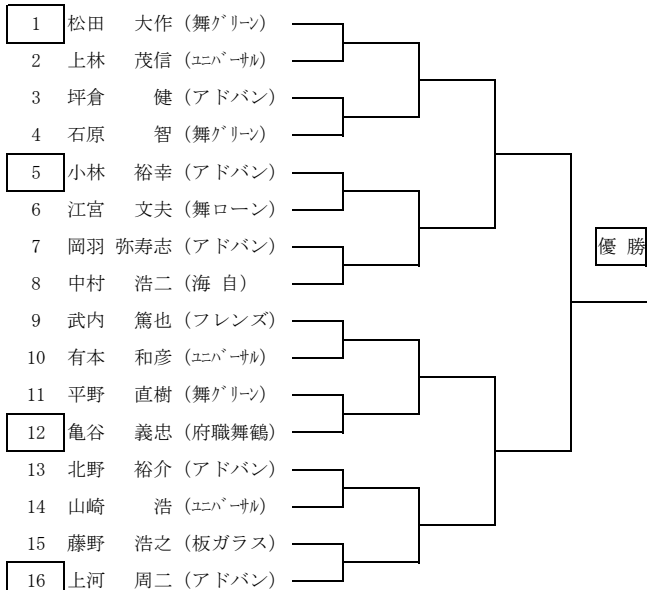 1 松田 大作 (舞ｸﾞﾘｰﾝ)
2 上林 茂信 (ﾕﾆﾊﾞｰｻﾙ)
3 坪倉 健 (アドバン)
4 石原 智 (舞ｸﾞﾘｰﾝ)
5 小林 裕幸 (アドバン)
6 江宮 文夫 (舞ローン)
7 岡羽 弥寿志 (アドバン)
8 中村 浩二 (海 自)
優 勝
9 武内 篤也 (フレンズ)
10 有本 和彦 (ﾕﾆﾊﾞｰｻﾙ)
11 平野 直樹 (舞ｸﾞﾘｰﾝ)
12 亀谷 義忠 (府職舞鶴)
13 北野 裕介 (アドバン)
14 山崎 浩 (ﾕﾆﾊﾞｰｻﾙ)
15 藤野 浩之 (板ガラス)
16 上河 周二 (アドバン)